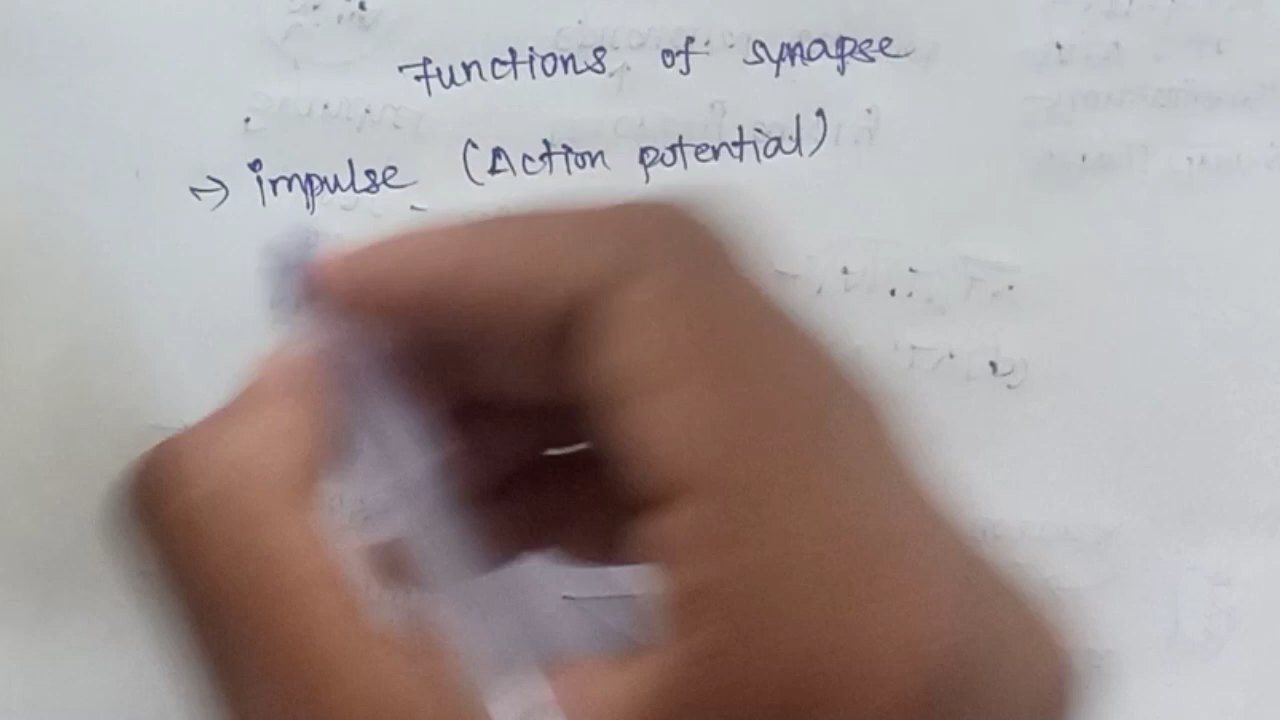 Functions of synapse
→ impulse (Action potential)